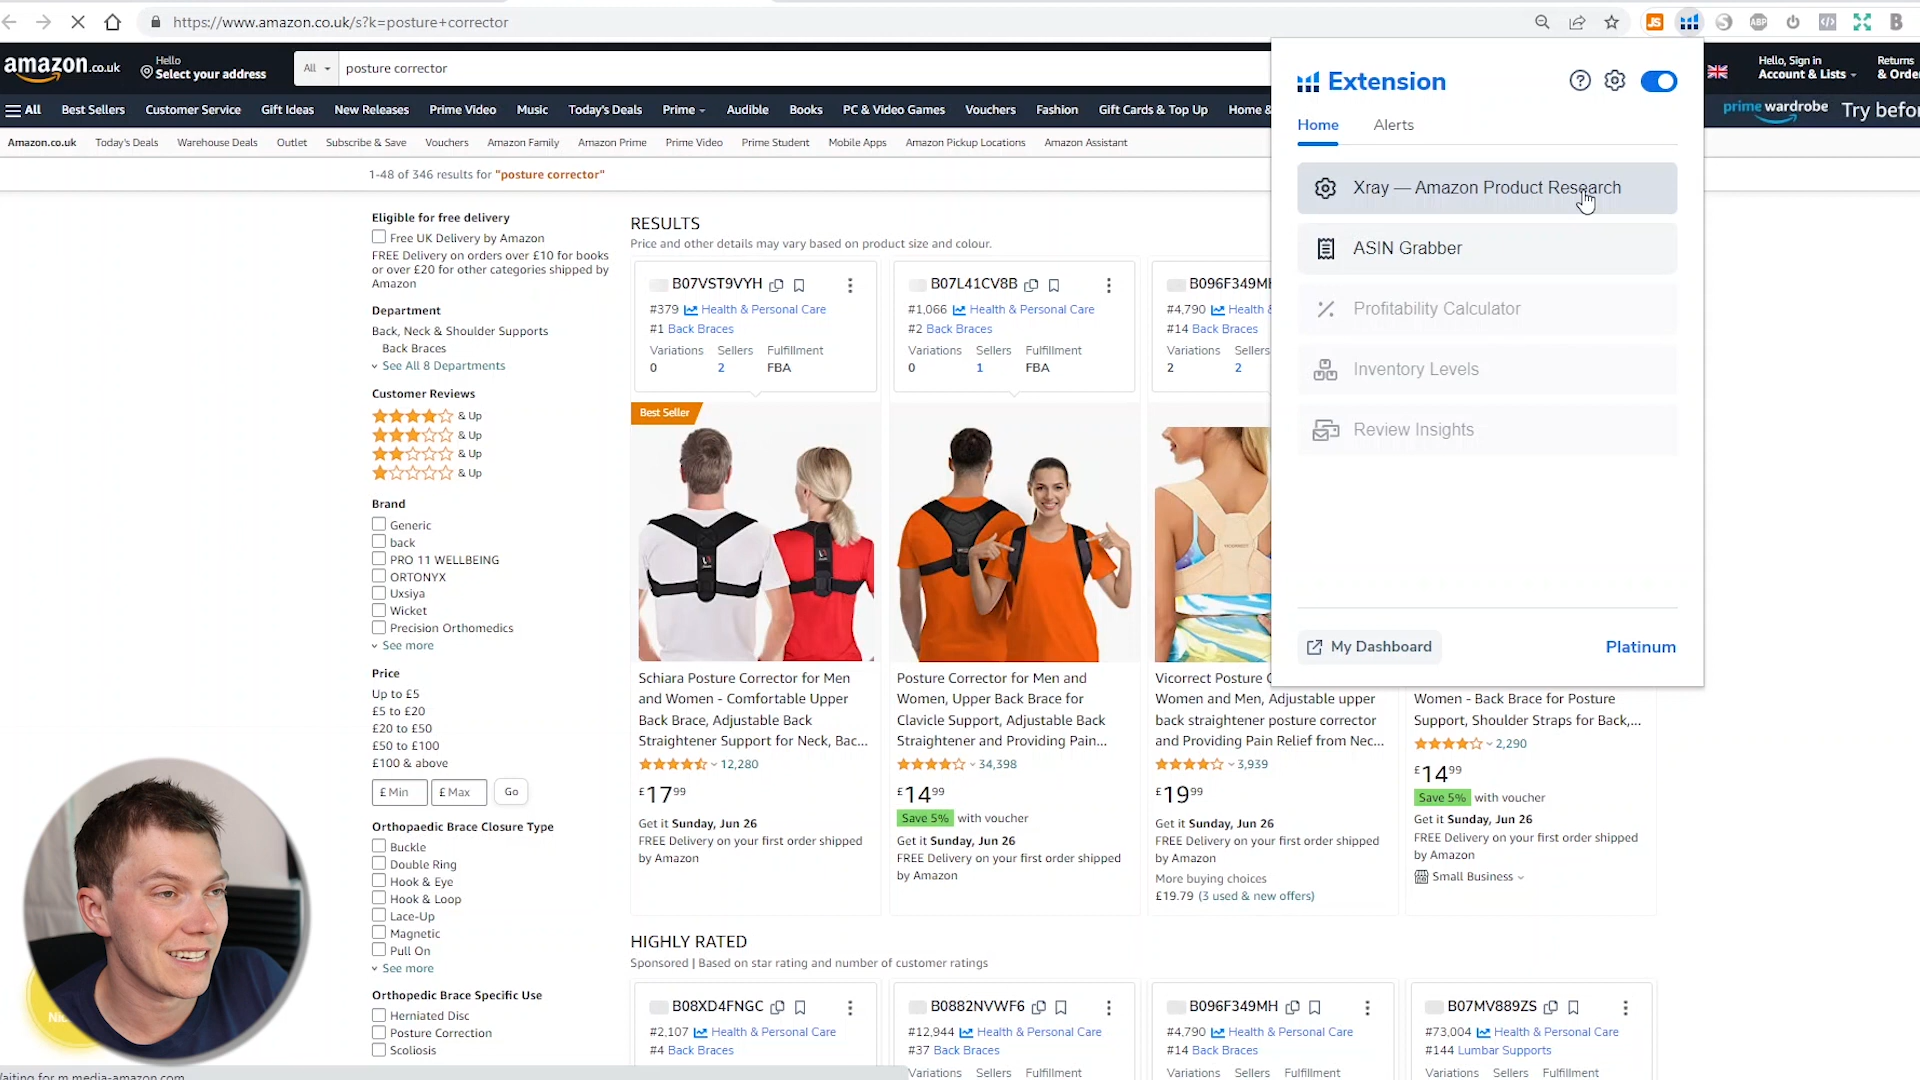 https://www.amazon.co.uk/s?k=posture+corrector
JS
S
ABP
B
amazon.co.uk
Hello
Select your address
All
posture corrector
Hello, Sign in
Account & Lists
Returns
All
Best Sellers
Customer Service
Gift Ideas
New Releases
Prime Video
Music
Today's Deals
Prime
Audible
Books
PC & Video Games
Vouchers
Fashion
Gift Cards & Top Up
Home &
prime wardrobe
Try
Amazon.co.uk
Today's Deals
Warehouse Deals
Outlet
Subscribe & Save
Vouchers
Amazon Family
Amazon Prime
Prime Video
Prime Student
Mobile Apps
Amazon Pickup Locations
Amazon Assistant
1-48 of 346 results for "posture corrector"
Eligible for free delivery
Free UK Delivery by Amazon
FREE Delivery on orders over £10 for books
or over £20 for other categories shipped by
Amazon
Department
Back, Neck & Shoulder Supports
Back Braces
See All 8 Departments
Customer Reviews
& Up
& Up
& Up
& Up
Brand
Generic
back
PRO 11 WELLBEING
ORTONYX
Uxsiya
Wicket
Precision Orthomedics
See more
Price
Up to £5
£5 to £20
£20 to £50
£50 to £100
£100 & above
£ Min
£ Max
Go
Orthopaedic Brace Closure Type
Buckle
Double Ring
Hook & Eye
Hook & Loop
Lace-Up
Magnetic
Pull On
See more
Orthopedic Brace Specific Use
Herniated Disc
Posture Correction
Scoliosis
RESULTS
Price and other details may vary based on product size and colour.
B07VST9VYH
#379 Health & Personal Care
#1 Back Braces
Variations Sellers Fulfillment
0 2 FBA
Best Seller
Schiara Posture Corrector for Men
and Women - Comfortable Upper
Back Brace, Adjustable Back
Straightener Support for Neck, Bac...
12,280
£17.99
Get it Sunday, Jun 26
FREE Delivery on your first order shipped
by Amazon
B07L41CV8B
#1,066 Health & Personal Care
#2 Back Braces
Variations Sellers Fulfillment
0 1 FBA
Posture Corrector for Men and
Women, Upper Back Brace for
Clavicle Support, Adjustable Back
Straightener and Providing Pain...
34,398
£14.99
Save 5% with voucher
Get it Sunday, Jun 26
FREE Delivery on your first order shipped
by Amazon
B096F349MH
#4,790 Health &
#14 Back Braces
Variations Sellers
2 2
Vicorrect Posture
Women and Men, Adjustable upper
back straightener posture corrector
and Providing Pain Relief from Nec...
3,939
£19.99
Get it Sunday, Jun 26
FREE Delivery on your first order shipped
by Amazon
More buying choices
£19.79 (3 used & new offers)
Women - Back Brace for Posture
Support, Shoulder Straps for Back,...
2,290
£14.99
Save 5% with voucher
Get it Sunday, Jun 26
FREE Delivery on your first order shipped
by Amazon
Small Business
HIGHLY RATED
Sponsored | Based on star rating and number of customer ratings
B08XD4FNGC
#2,107 Health & Personal Care
#4 Back Braces
Variations Sellers Fulfillment
B0882NVWF6
#12,944 Health & Personal Care
#37 Back Braces
Variations Sellers Fulfillment
B096F349MH
#4,790 Health & Personal Care
#14 Back Braces
Variations Sellers Fulfillment
B07MV889ZS
#73,004 Health & Personal Care
#144 Lumbar Supports
Variations Sellers Fulfillment
Extension
Home
Alerts
Xray — Amazon Product Research
ASIN Grabber
Profitability Calculator
Inventory Levels
Review Insights
My Dashboard
Platinum